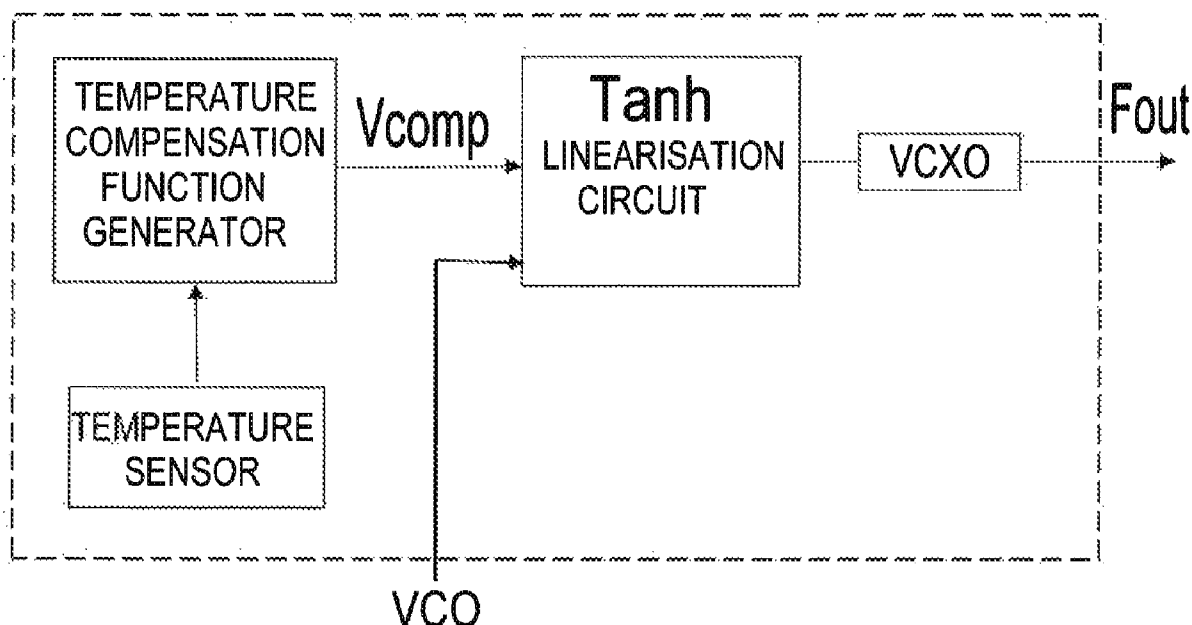 TEMPERATURE
COMPENSATION
FUNCTION
GENERATOR
Vcomp
Tanh
LINEARISATION
CIRCUIT
VCXO
Fout
TEMPERATURE
SENSOR
VCO